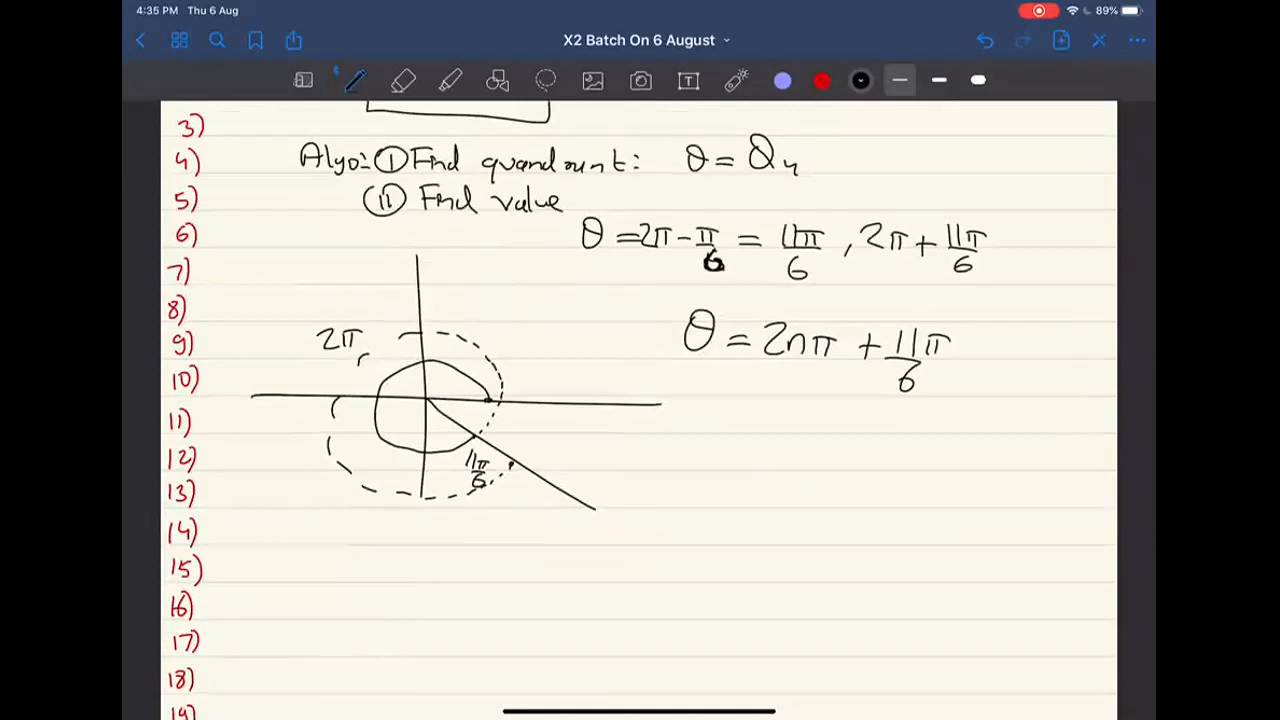 4:35 PM Thu 6 Aug
89%
X2 Batch On 6 August
T
3)
4) Algo: (I) Find quandrunt: θ = Q₄
5) (II) Find value
6) θ = 2π - π/6 = 11π/6 , 2π + 11π/6
7)
8)
9) 2π, θ = 2nπ + 11π/6
10)
11)
12) 11π/6
13)
14)
15)
16)
17)
18)
19)